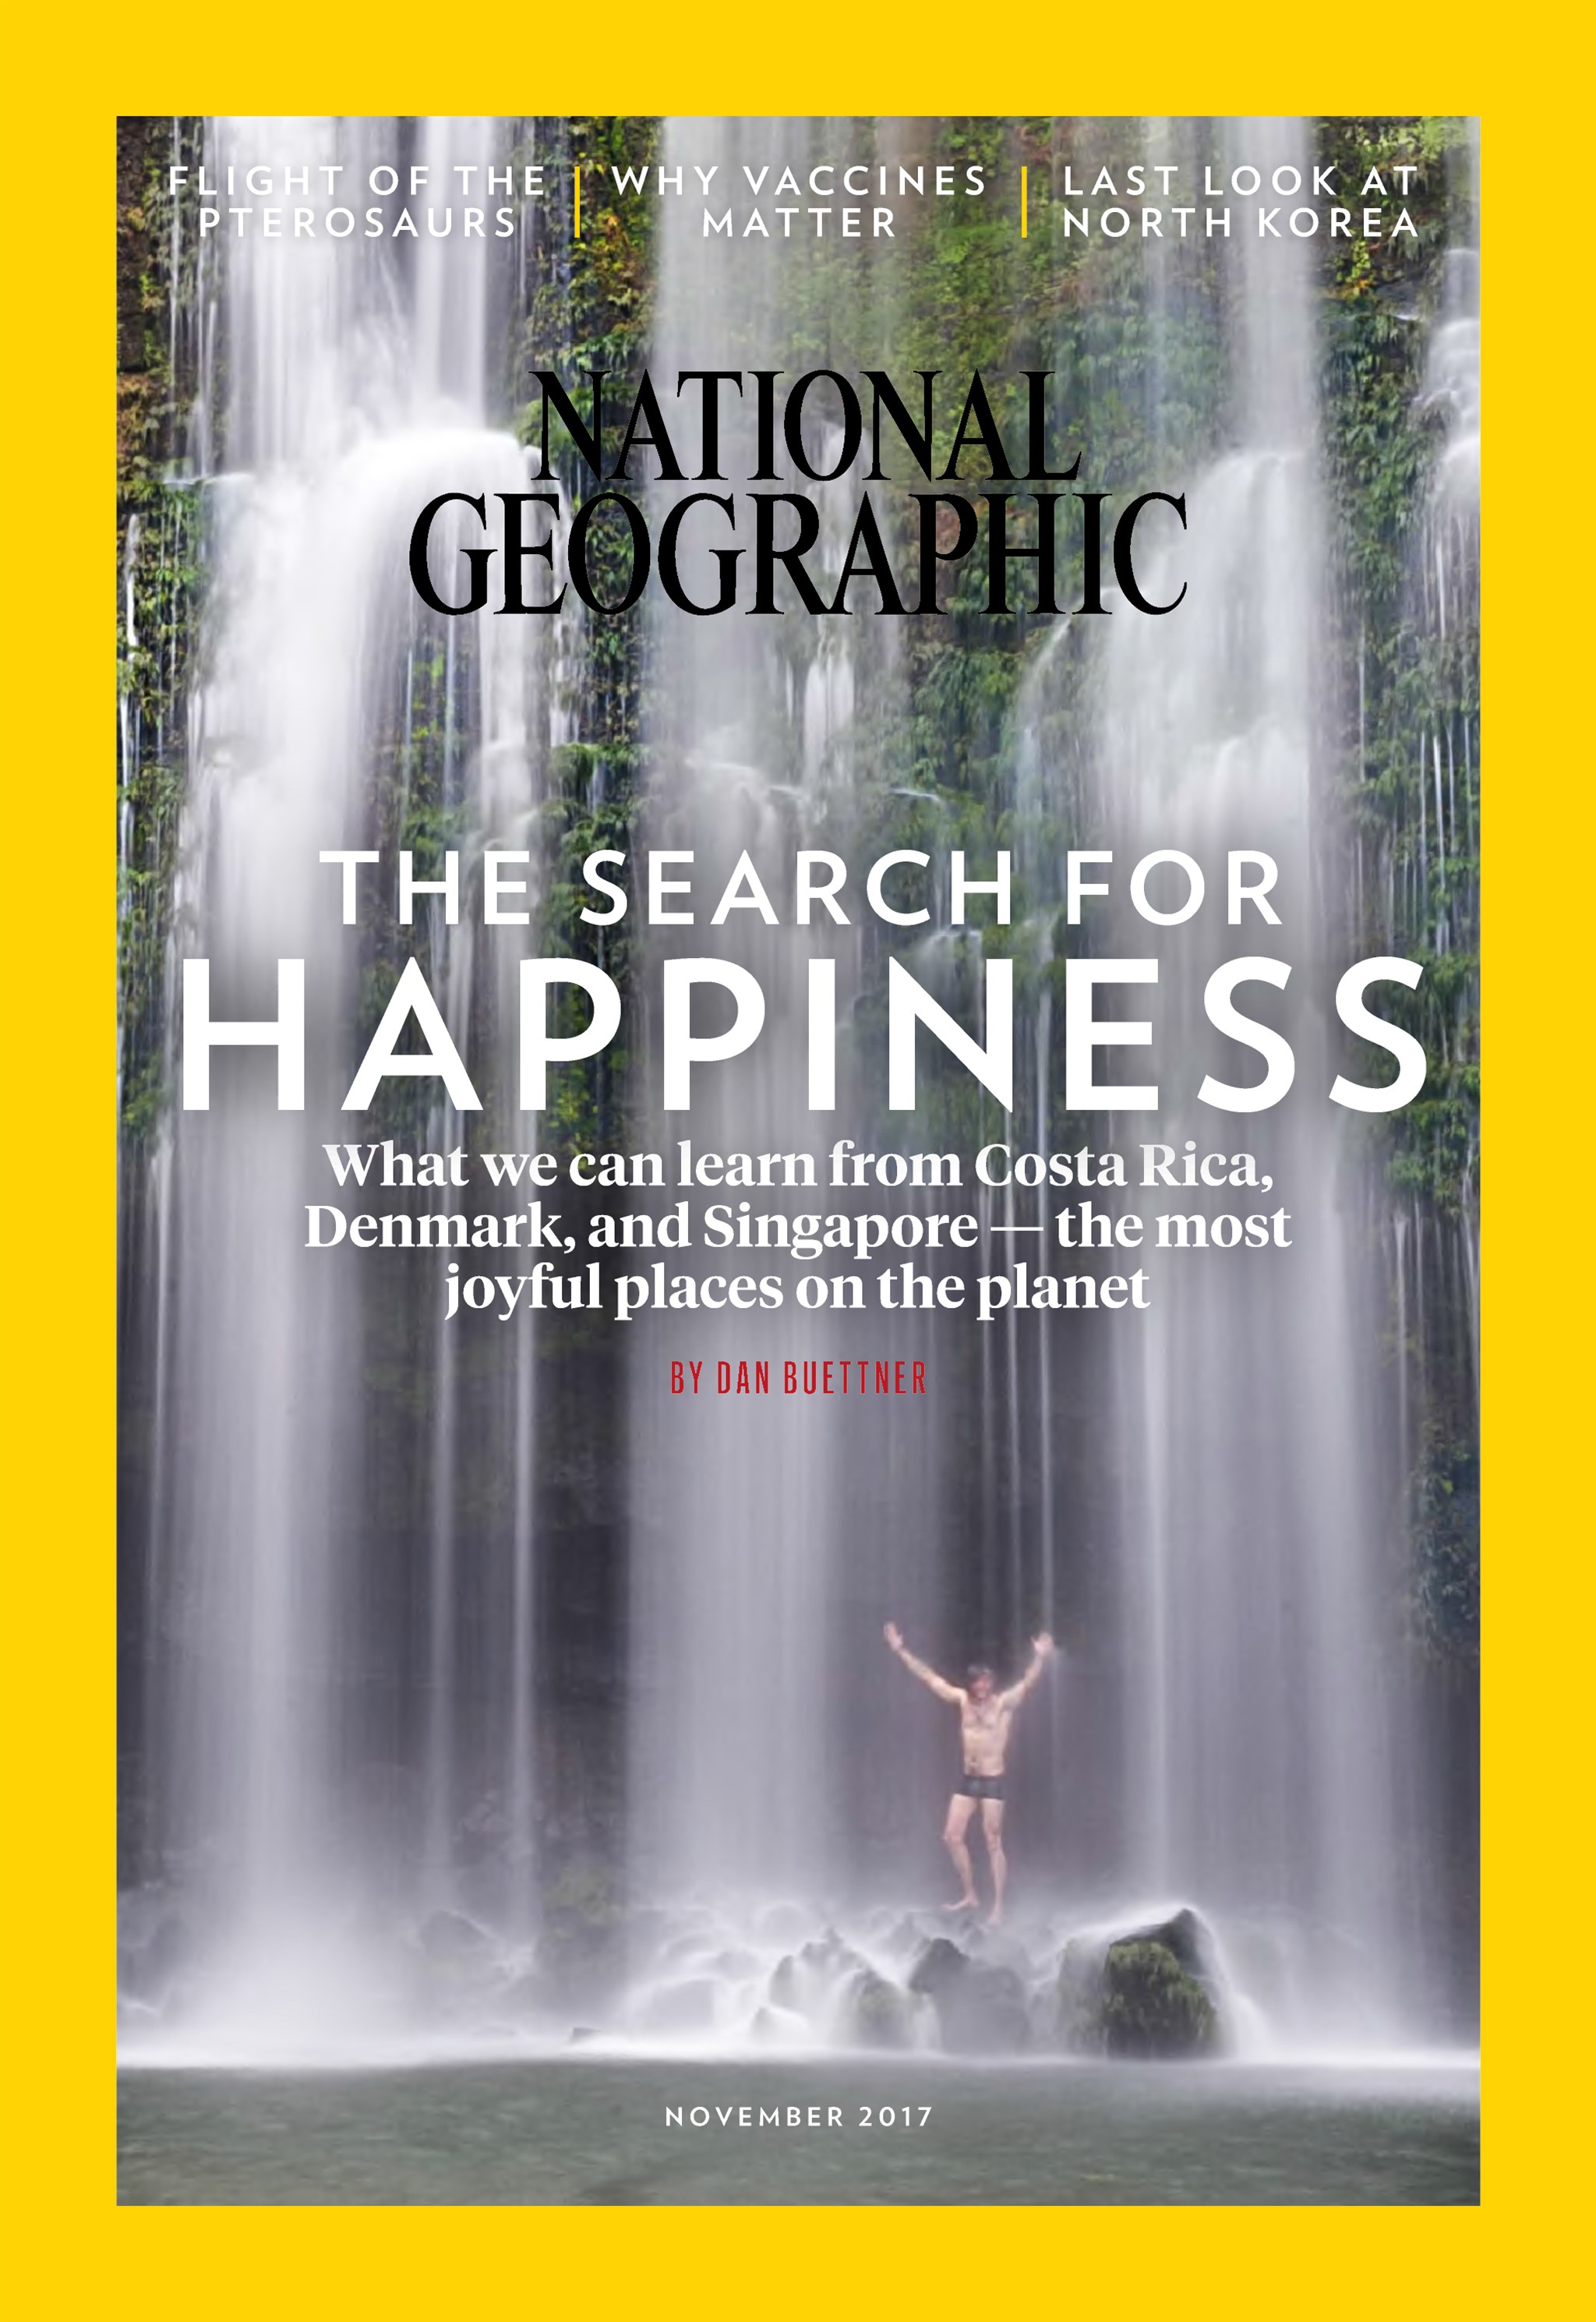 FLIGHT OF THE
PTEROSAURS
WHY VACCINES
MATTER
LAST LOOK AT
NORTH KOREA
NATIONAL
GEOGRAPHIC
THE SEARCH FOR
HAPPINESS
What we can learn from Costa Rica,
Denmark, and Singapore — the most
joyful places on the planet
BY DAN BUETTNER
NOVEMBER 2017